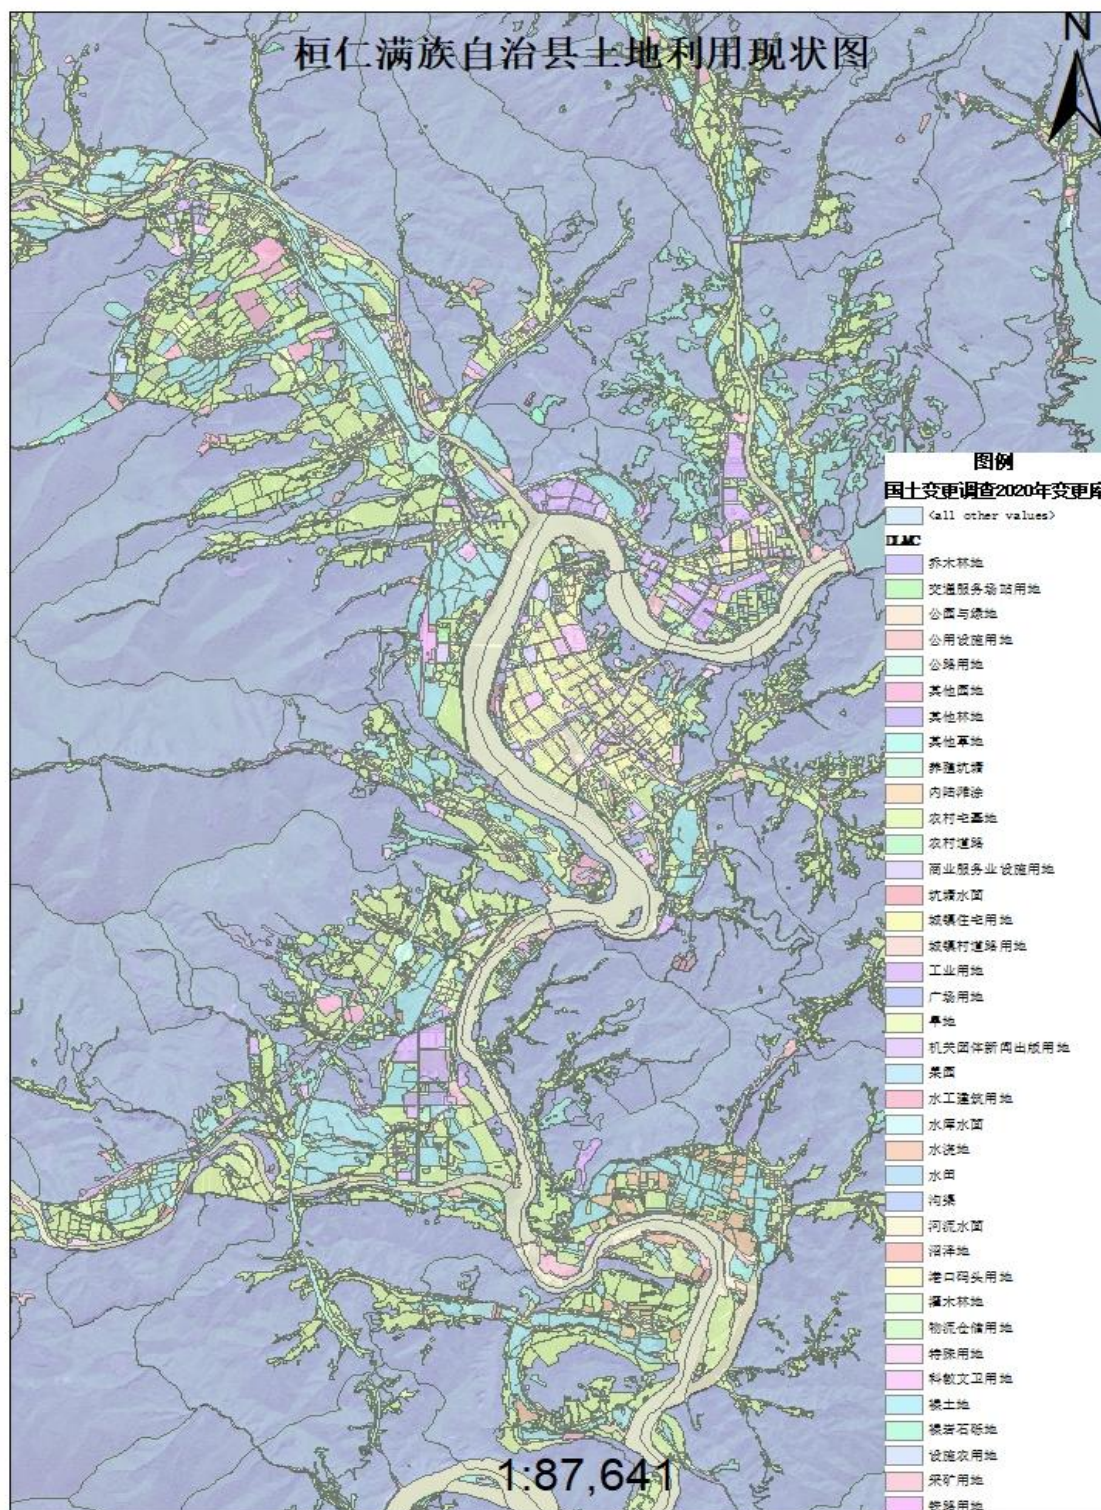 桓仁满族自治县土地利用现状图
N
图例
国土变更调查2020年变更库
<all other values>
DLMC
乔木林地
交通服务场站用地
公园与绿地
公用设施用地
公路用地
其他园地
其他林地
其他草地
养殖坑塘
内陆滩涂
农村宅基地
农村道路
商业服务业设施用地
坑塘水面
城镇住宅用地
城镇村道路用地
工业用地
广场用地
旱地
机关团体新闻出版用地
果园
水工建筑用地
水库水面
水浇地
水田
沟渠
河流水面
沼泽地
港口码头用地
灌木林地
物流仓储用地
特殊用地
科教文卫用地
裸土地
裸岩石砾地
设施农用地
采矿用地
铁路用地
1:87,641